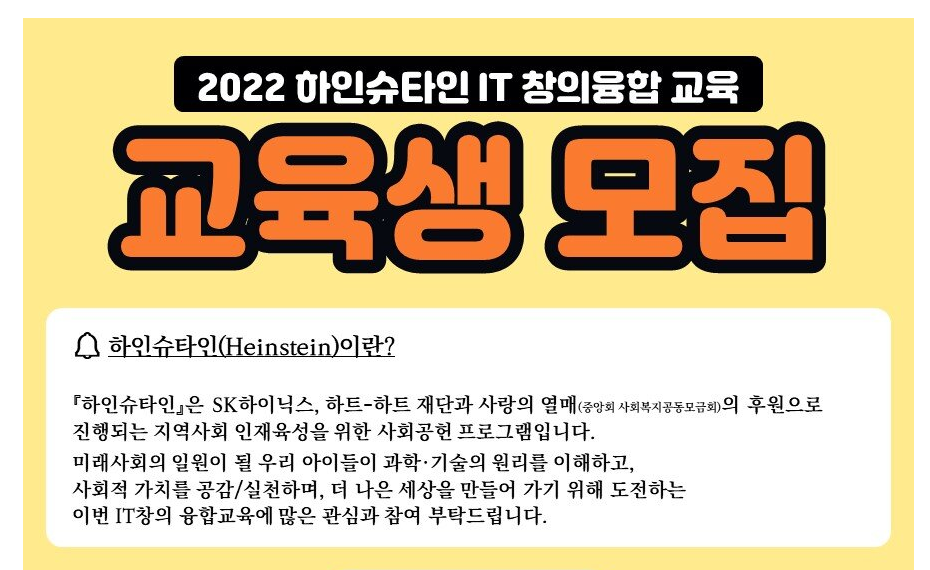 2022 하인슈타인 IT 창의융합 교육
교육생 모집
하인슈타인(Heinstein)이란?
『하인슈타인』은 SK하이닉스, 하트-하트 재단과 사랑의 열매(중앙회 사회복지공동모금회)의 후원으로
진행되는 지역사회 인재육성을 위한 사회공헌 프로그램입니다.
미래사회의 일원이 될 우리 아이들이 과학·기술의 원리를 이해하고,
사회적 가치를 공감/실천하며, 더 나은 세상을 만들어 가기 위해 도전하는
이번 IT창의 융합교육에 많은 관심과 참여 부탁드립니다.